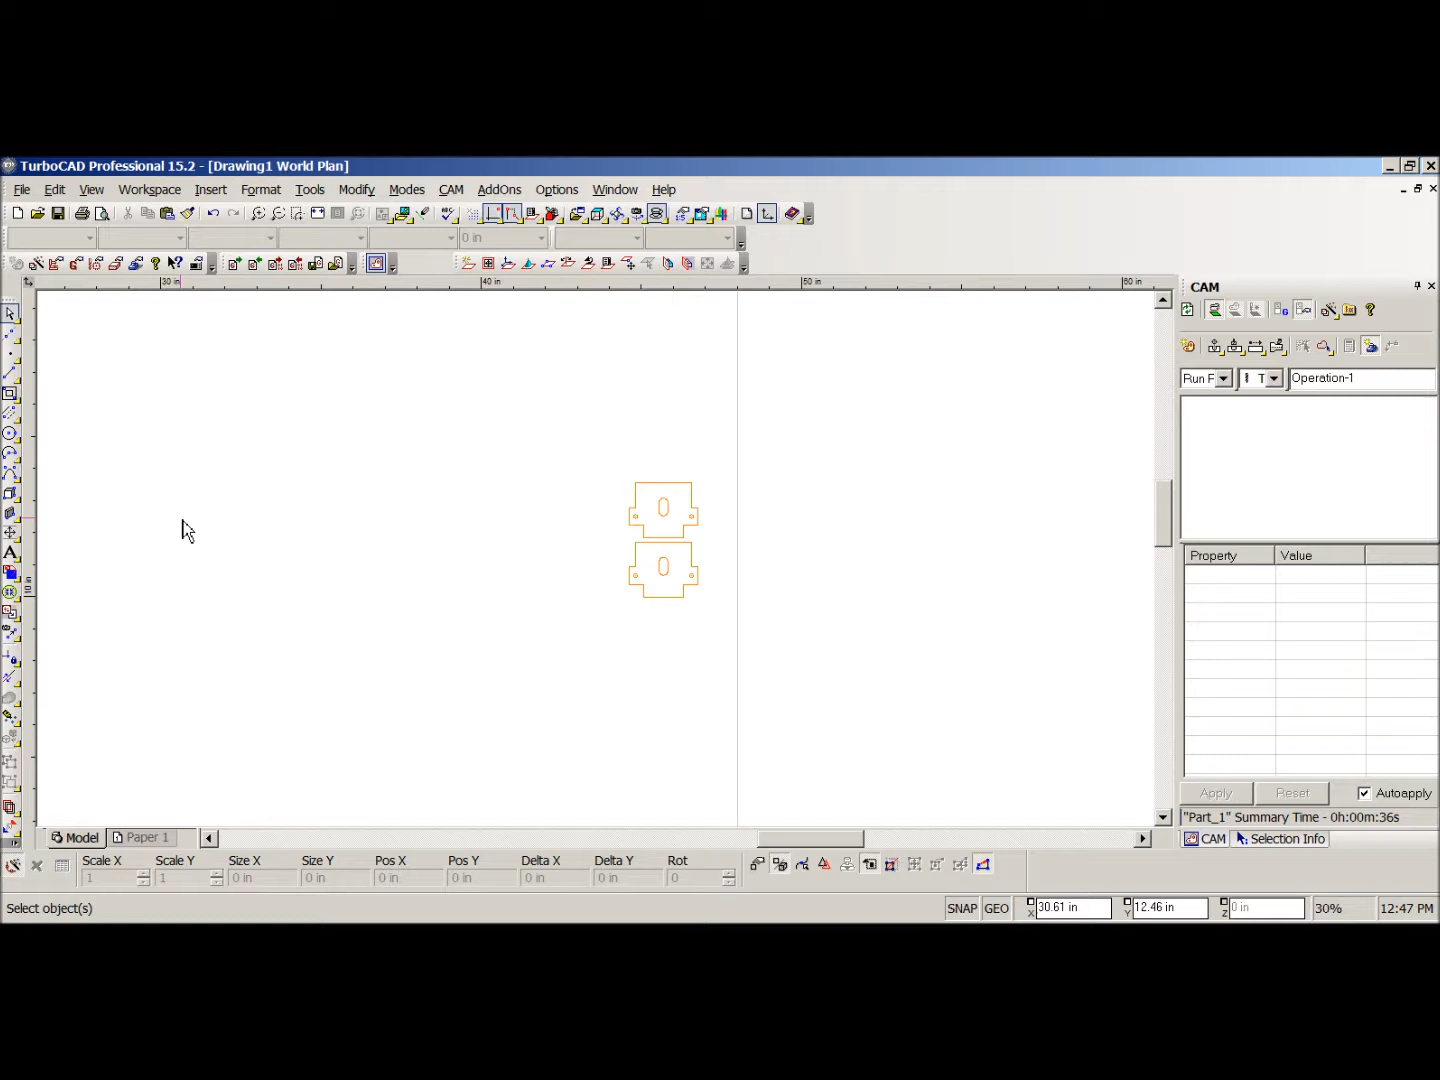 TurboCAD Professional 15.2 - [Drawing1 World Plan]
File Edit View Workspace Insert Format Tools Modify Modes CAM AddOns Options Window Help
0 in
30 in 40 in 50 in 60 in
CAM
Run F T Operation-1
Property Value
10 in
Apply Reset Autoapply
"Part_1" Summary Time - 0h:00m:36s
Model Paper 1
CAM Selection Info
Scale X Scale Y Size X Size Y Pos X Pos Y Delta X Delta Y Rot
1 1 0 in 0 in 0 in 0 in 0 in 0 in 0
Select object(s) SNAP GEO X 30.61 in Y 12.46 in Z 0 in 30% 12:47 PM